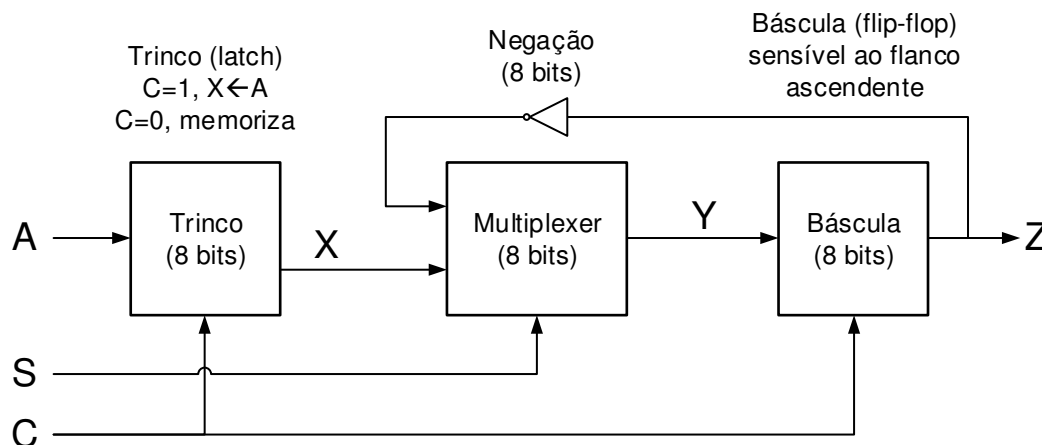 Trinco (latch)
C=1, X←A
C=0, memoriza
Negação
(8 bits)
Báscula (flip-flop)
sensível ao flanco
ascendente
A
Trinco
(8 bits)
X
Multiplexer
(8 bits)
Y
Báscula
(8 bits)
Z
S
C